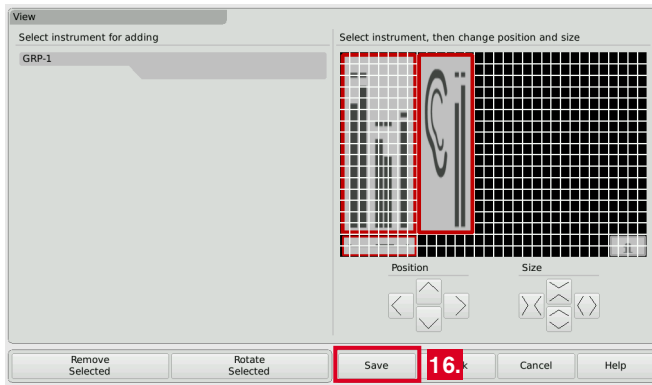 View
Select instrument for adding
Select instrument, then change position and size
GRP-1
Position
Size
Remove
Selected
Rotate
Selected
Save
16.
Cancel
Help